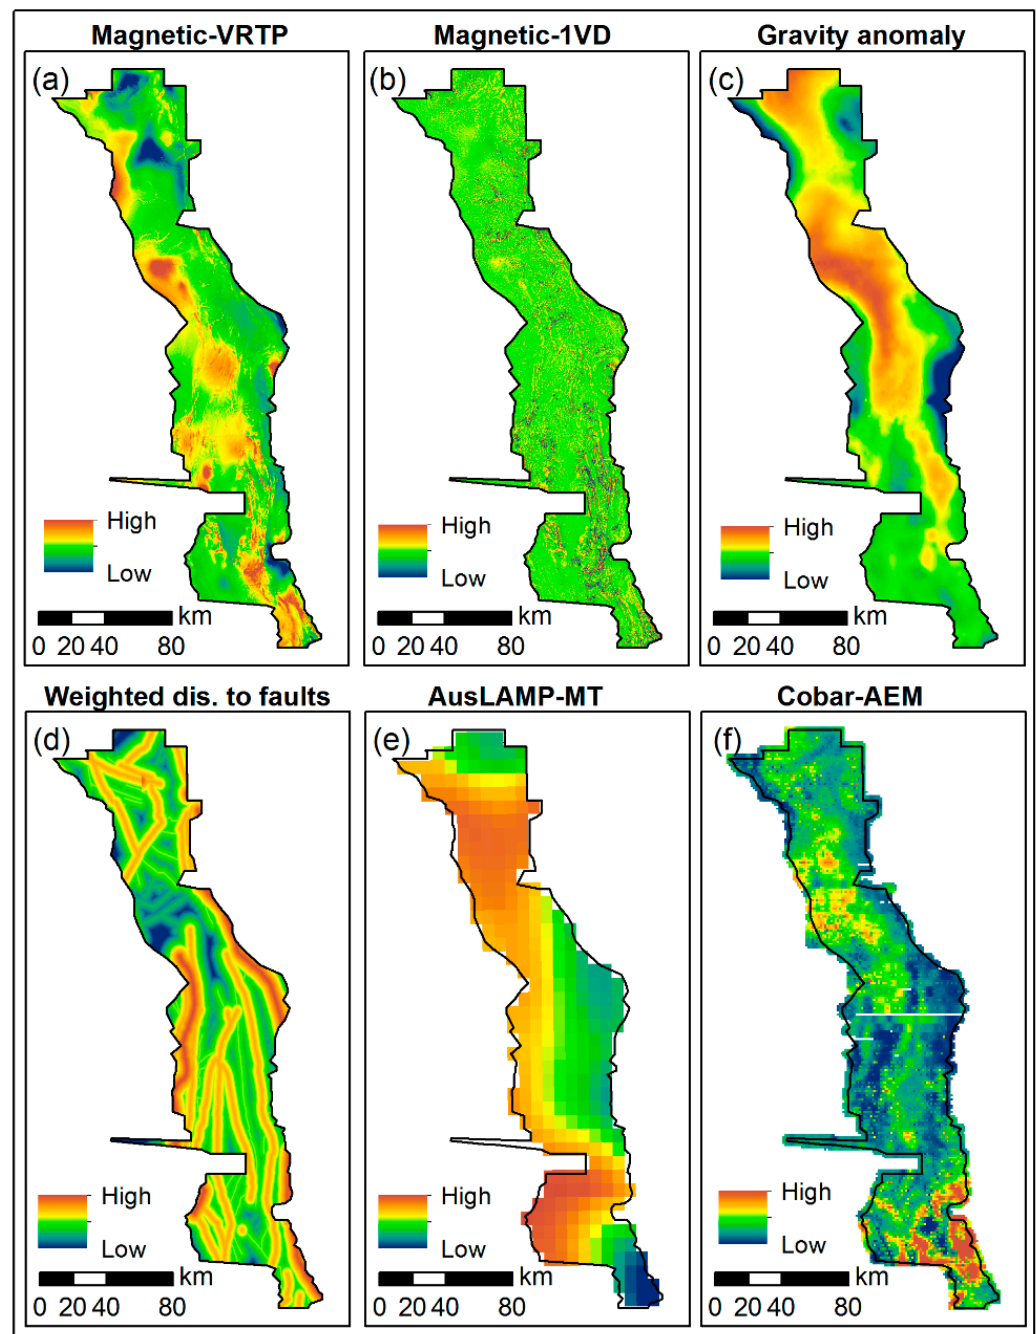 Magnetic-VRTP
Magnetic-1VD
Gravity anomaly
(a)
(b)
(c)
High
Low
km
0 20 40 80
High
Low
km
0 20 40 80
High
Low
km
0 20 40 80
Weighted dis. to faults
AusLAMP-MT
Cobar-AEM
(d)
(e)
(f)
High
Low
km
0 20 40 80
High
Low
km
0 20 40 80
High
Low
km
0 20 40 80